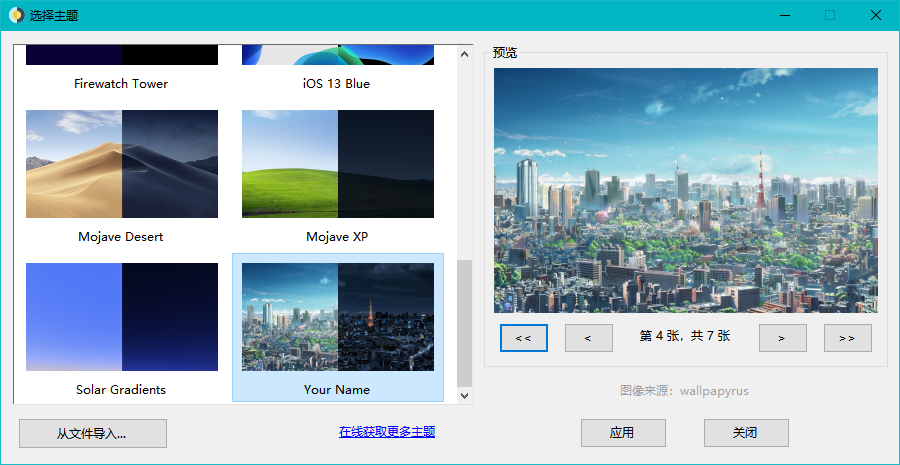 选择主题
Firewatch Tower
iOS 13 Blue
Mojave Desert
Mojave XP
Solar Gradients
Your Name
从文件导入...
在线获取更多主题
预览
<<
<
第 4 张，共 7 张
>
>>
图像来源：wallpapyrus
应用
关闭